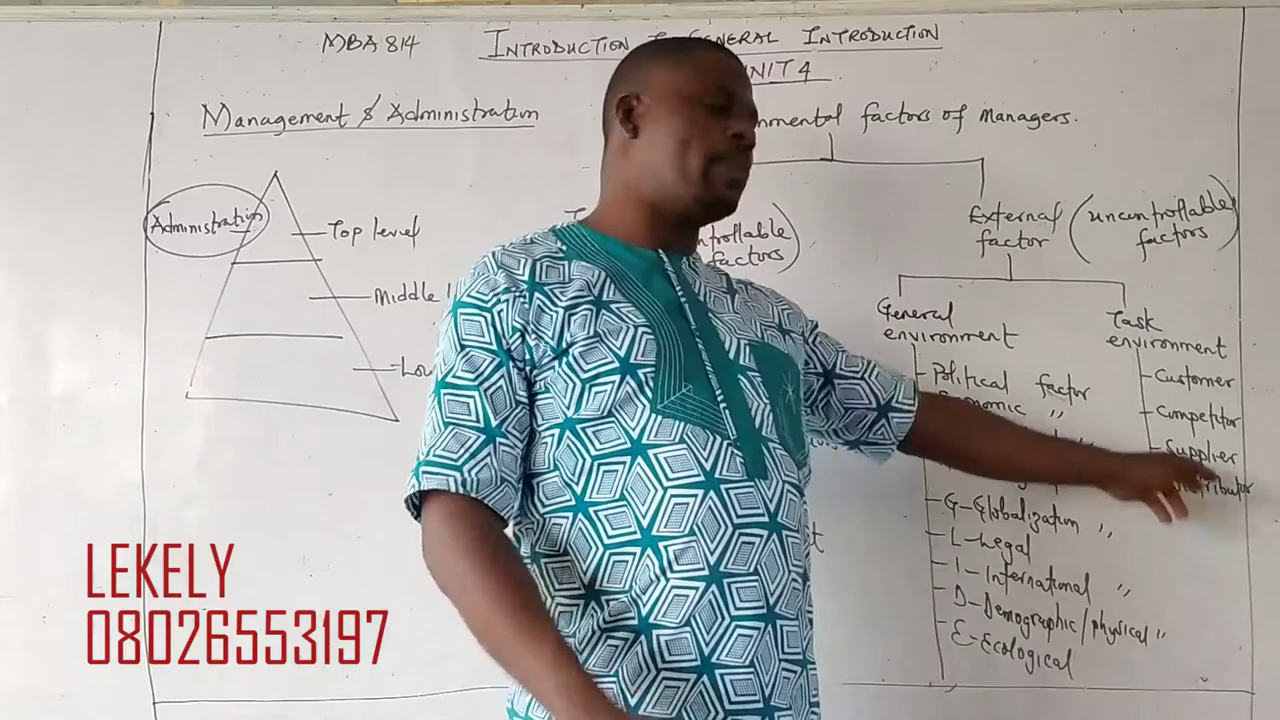 MBA 814
INTRODUCTION GENERAL INTRODUCTION
UNIT 4
Management & Administration
factors of managers.
Administration
Top level
Middle
External factor
(uncontrollable factors)
General environment
Political factor
G-Globalization "
L-Legal
I-International "
D-Demographic/physical "
E-Ecological
Task environment
Customer
Competitor
Supplier
LEKELY
08026553197